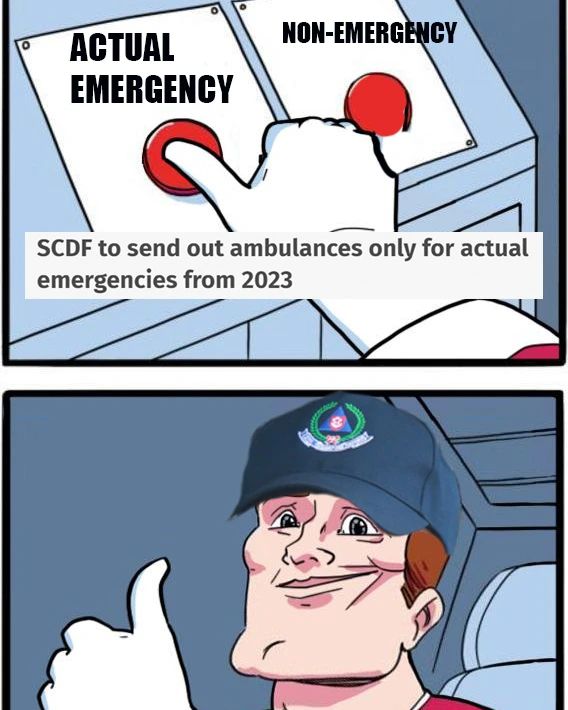 ACTUAL
EMERGENCY
NON-EMERGENCY
SCDF to send out ambulances only for actual
emergencies from 2023